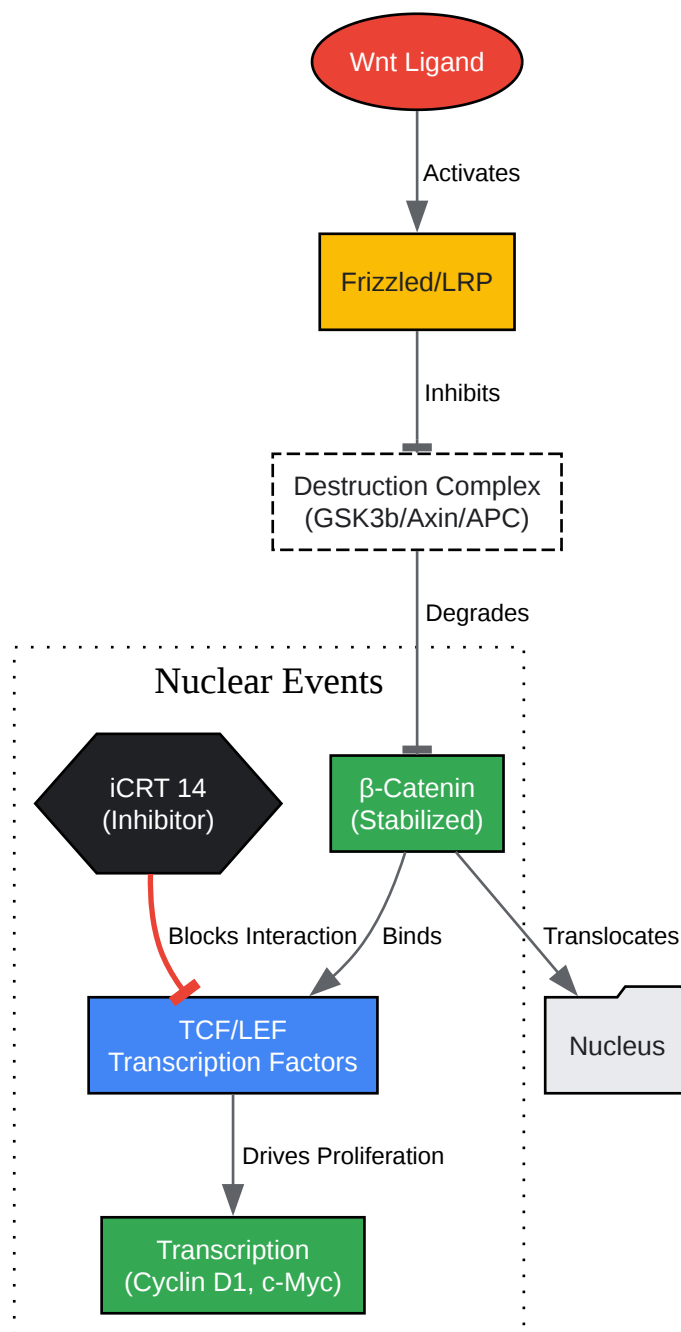 Wnt Ligand
Activates
Frizzled/LRP
Inhibits
Destruction Complex
(GSK3b/Axin/APC)
Degrades
Nuclear Events
iCRT 14
(Inhibitor)
β-Catenin
(Stabilized)
Blocks Interaction
Binds
Translocates
TCF/LEF
Transcription Factors
Nucleus
Drives Proliferation
Transcription
(Cyclin D1, c-Myc)